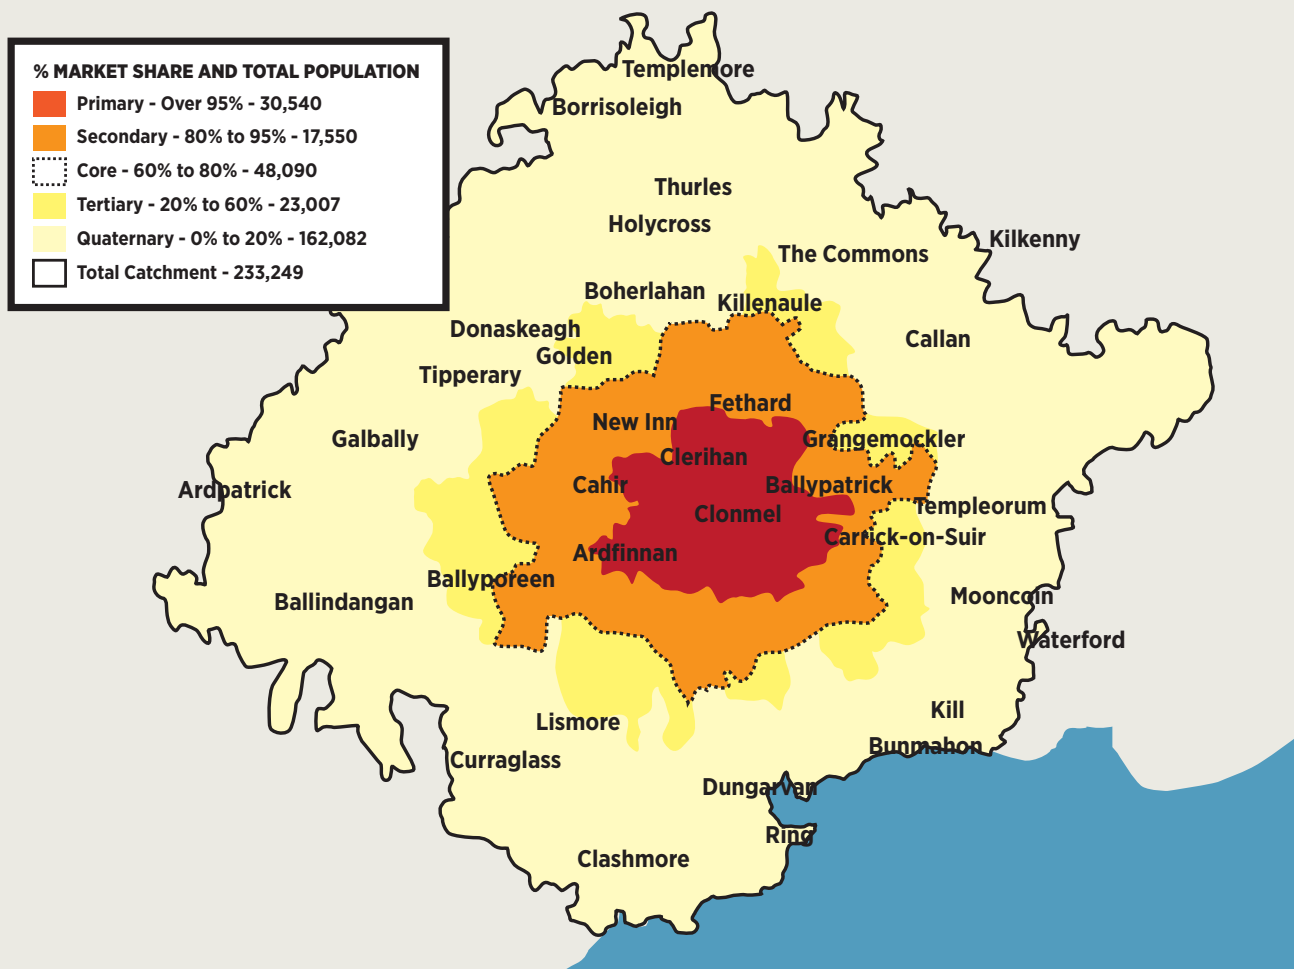 % MARKET SHARE AND TOTAL POPULATION
Primary - Over 95% - 30,540
Secondary - 80% to 95% - 17,550
Core - 60% to 80% - 48,090
Tertiary - 20% to 60% - 23,007
Quaternary - 0% to 20% - 162,082
Total Catchment - 233,249
Templemore
Borrisoleigh
Thurles
Holycross
Kilkenny
The Commons
Boherlahan
Killenaule
Donaskeagh
Callan
Golden
Tipperary
Fethard
New Inn
Galbally
Grangemockler
Clerihan
Cahir
Ballypatrick
Ardpatrick
Templeorum
Clonmel
Carrick-on-Suir
Ardfinnan
Ballyporeen
Mooncoin
Ballindangan
Waterford
Kill
Lismore
Bunmahon
Curraglass
Dungarvan
Ring
Clashmore